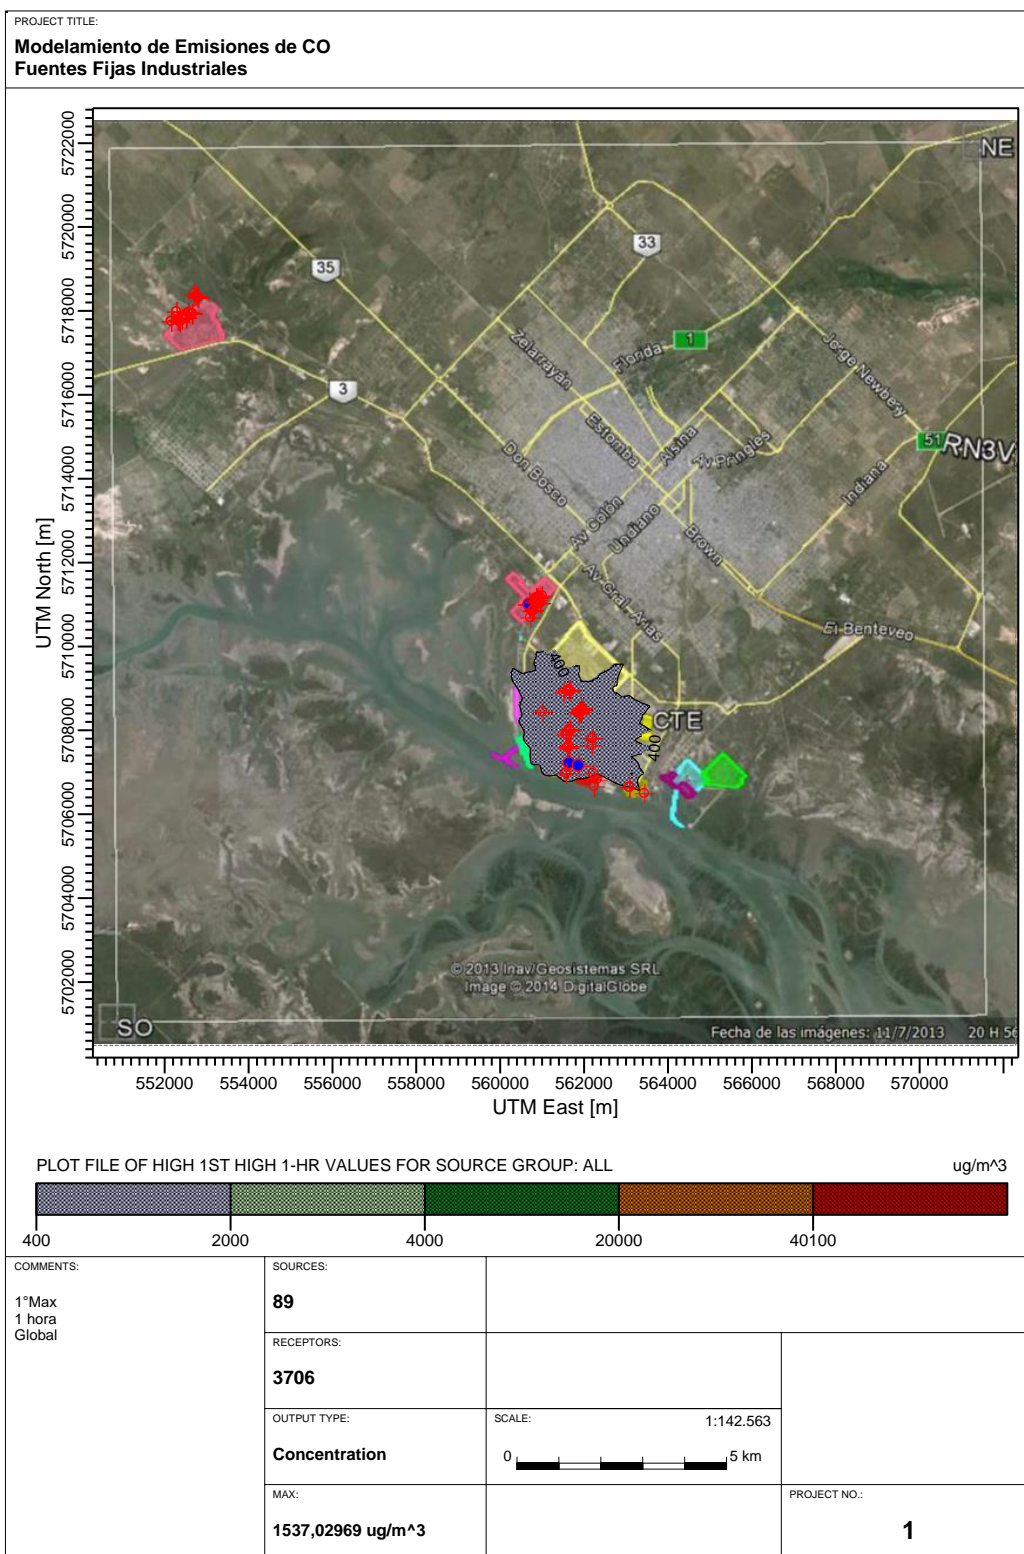 PROJECT TITLE:
Modelamiento de Emisiones de CO
Fuentes Fijas Industriales
5722000
5720000
5718000
5716000
5714000
5712000
5710000
5708000
5706000
5704000
5702000
UTM North [m]
NE
33
35
1
Florida
Zelarrayán
Jorge Newbery
3
Estomba
Alsina
Av Pringles
51
RN3V
Don Bosco
Indiana
Av Colón
Undiano
Brown
Av Gral. Arias
El Benteveo
400
CTE
400
© 2013 Inav/Geosistemas SRL
Image © 2014 DigitalGlobe
SO
Fecha de las imágenes: 11/7/2013 20 H 56
552000 554000 556000 558000 560000 562000 564000 566000 568000 570000
UTM East [m]
PLOT FILE OF HIGH 1ST HIGH 1-HR VALUES FOR SOURCE GROUP: ALL ug/m^3
400 2000 4000 20000 40100
COMMENTS:
1°Max
1 hora
Global
SOURCES:
89
RECEPTORS:
3706
OUTPUT TYPE:
Concentration
SCALE: 1:142.563
0 5 km
MAX:
1537,02969 ug/m^3
PROJECT NO.:
1